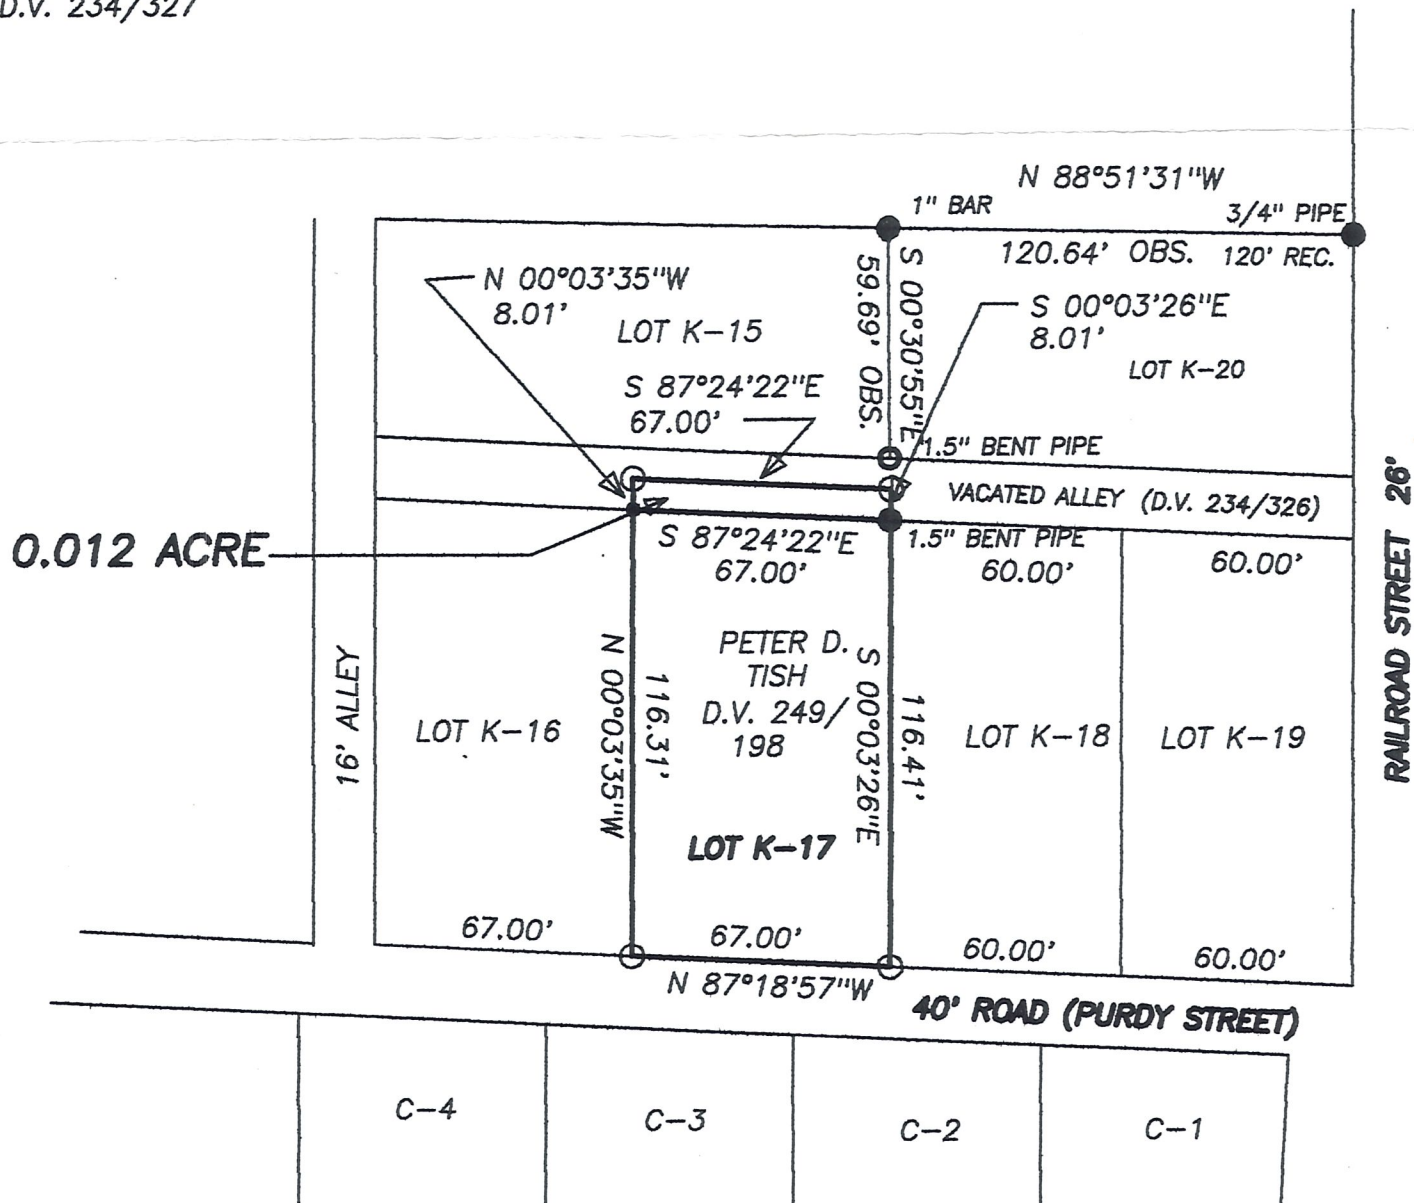 D.V. 234/327
N 88°51'31"W
1" BAR
3/4" PIPE
120.64' OBS.
120' REC.
N 00°03'35"W
8.01'
LOT K-15
S 87°24'22"E
67.00'
59.69' OBS.
S 00°30'55"E
S 00°03'26"E
8.01'
LOT K-20
1.5" BENT PIPE
VACATED ALLEY (D.V. 234/326)
0.012 ACRE
S 87°24'22"E
67.00'
1.5" BENT PIPE
60.00'
60.00'
RAILROAD STREET 26'
16' ALLEY
LOT K-16
N 00°03'35"W
116.31'
PETER D.
TISH
D.V. 249/
198
S 00°03'26"E
116.41'
LOT K-18
LOT K-19
LOT K-17
67.00'
67.00'
60.00'
60.00'
N 87°18'57"W
40' ROAD (PURDY STREET)
C-4
C-3
C-2
C-1